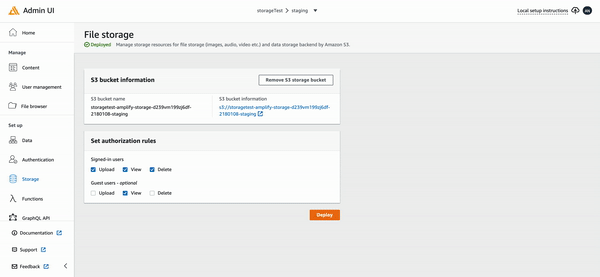 Admin UI
storageTest > staging
Local setup instructions
AN
Home
Manage
Content
User management
File browser
Set up
Data
Authentication
Storage
Functions
GraphQL API
Documentation
Support
Feedback
File storage
Deployed Manage storage resources for file storage (images, audio, video etc.) and data storage backend by Amazon S3.
S3 bucket information
Remove S3 storage bucket
S3 bucket name
storagetest-amplify-storage-d239vm199sj6df-
2180108-staging
S3 bucket information
s3://storagetest-amplify-storage-d239vm199sj6df-
2180108-staging
Set authorization rules
Signed-in users
Upload View Delete
Guest users - optional
Upload View Delete
Deploy